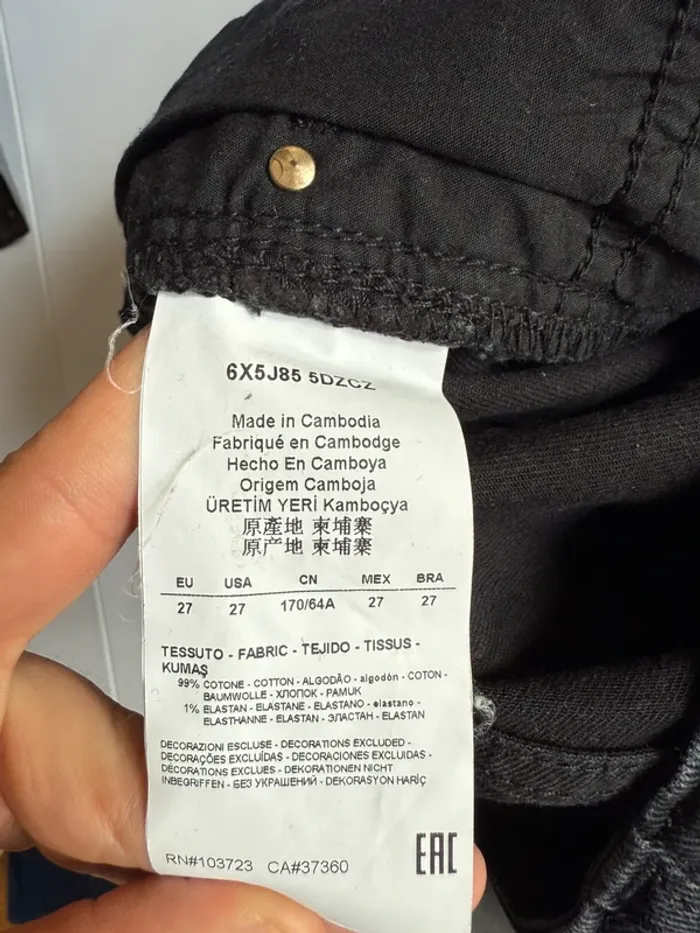 6X5J85 5DZCZ
Made in Cambodia
Fabriqué en Cambodge
Hecho En Camboya
Origem Camboja
ÜRETİM YERİ Kamboçya
原產地 柬埔寨
原产地 柬埔寨
EU USA CN MEX BRA
27 27 170/64A 27 27
TESSUTO - FABRIC - TEJIDO - TISSUS -
KUMAŞ
99% COTONE - COTTON - ALGODÃO - algodón - COTON -
BAUMWOLLE - ХЛОПОК - PAMUK
1% ELASTAN - ELASTANE - ELASTANO - elastano -
ELASTHANNE - ELASTAN - ЭЛАСТАН - ELASTAN
DECORAZIONI ESCLUSE - DECORATIONS EXCLUDED -
DECORAÇÕES EXCLUÍDAS - DECORACIONES EXCLUIDAS -
DÉCORATIONS EXCLUES - DEKORATIONEN NICHT
INBEGRIFFEN - БЕЗ УКРАШЕНИЙ - DEKORASYON HARİÇ
RN#103723 CA#37360
EAC